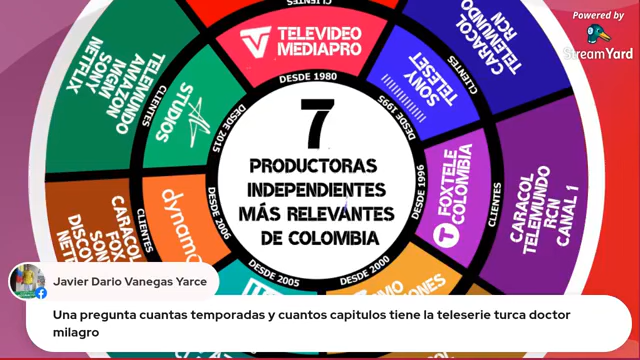 CLIENTES
Powered by
StreamYard
TELEVIDEO
MEDIAPRO
DESDE 1980
CARACOL
TELEMUNDO
RCN
CLIENTES
SONY
TELESET
DESDE 1995
FOXTELE
COLOMBIA
DESDE 1996
CLIENTES
CARACOL
TELEMUNDO
RCN
CANAL 1
DESDE 2000
DESDE 2005
dynamo
DESDE 2006
CLIENTES
CARACOL
FOX
STUDIOS
DESDE 2015
CLIENTES
TELEMUNDO
AMAZON
MGM
SONY
NETFLIX
7
PRODUCTORAS
INDEPENDIENTES
MÁS RELEVANTES
DE COLOMBIA
Javier Dario Vanegas Yarce
Una pregunta cuantas temporadas y cuantos capitulos tiene la teleserie turca doctor
milagro